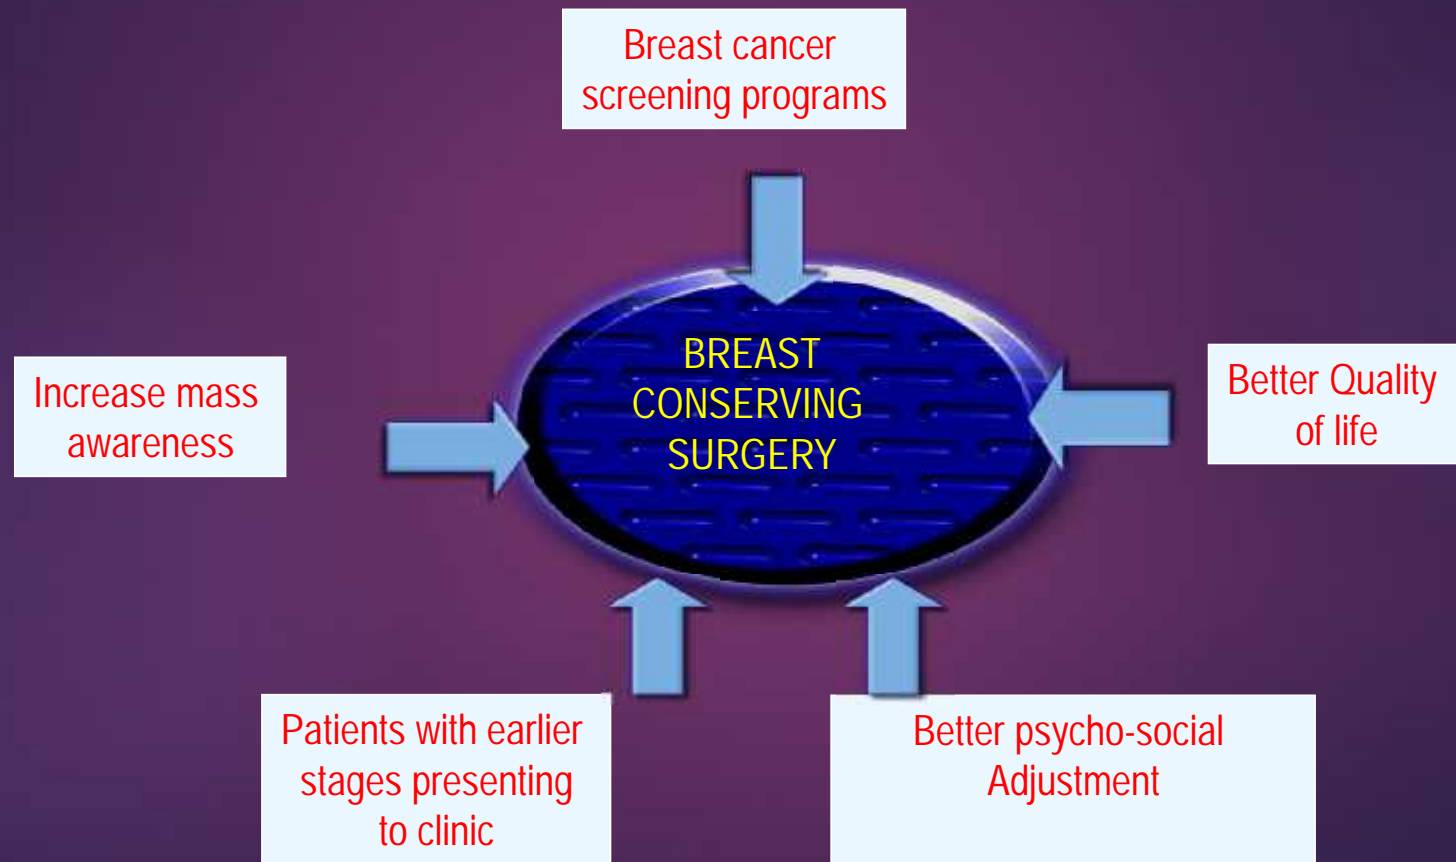 Breast cancer
screening programs
BREAST
CONSERVING
SURGERY
Increase mass
awareness
Better Quality
of life
Patients with earlier
stages presenting
to clinic
Better psycho-social
Adjustment